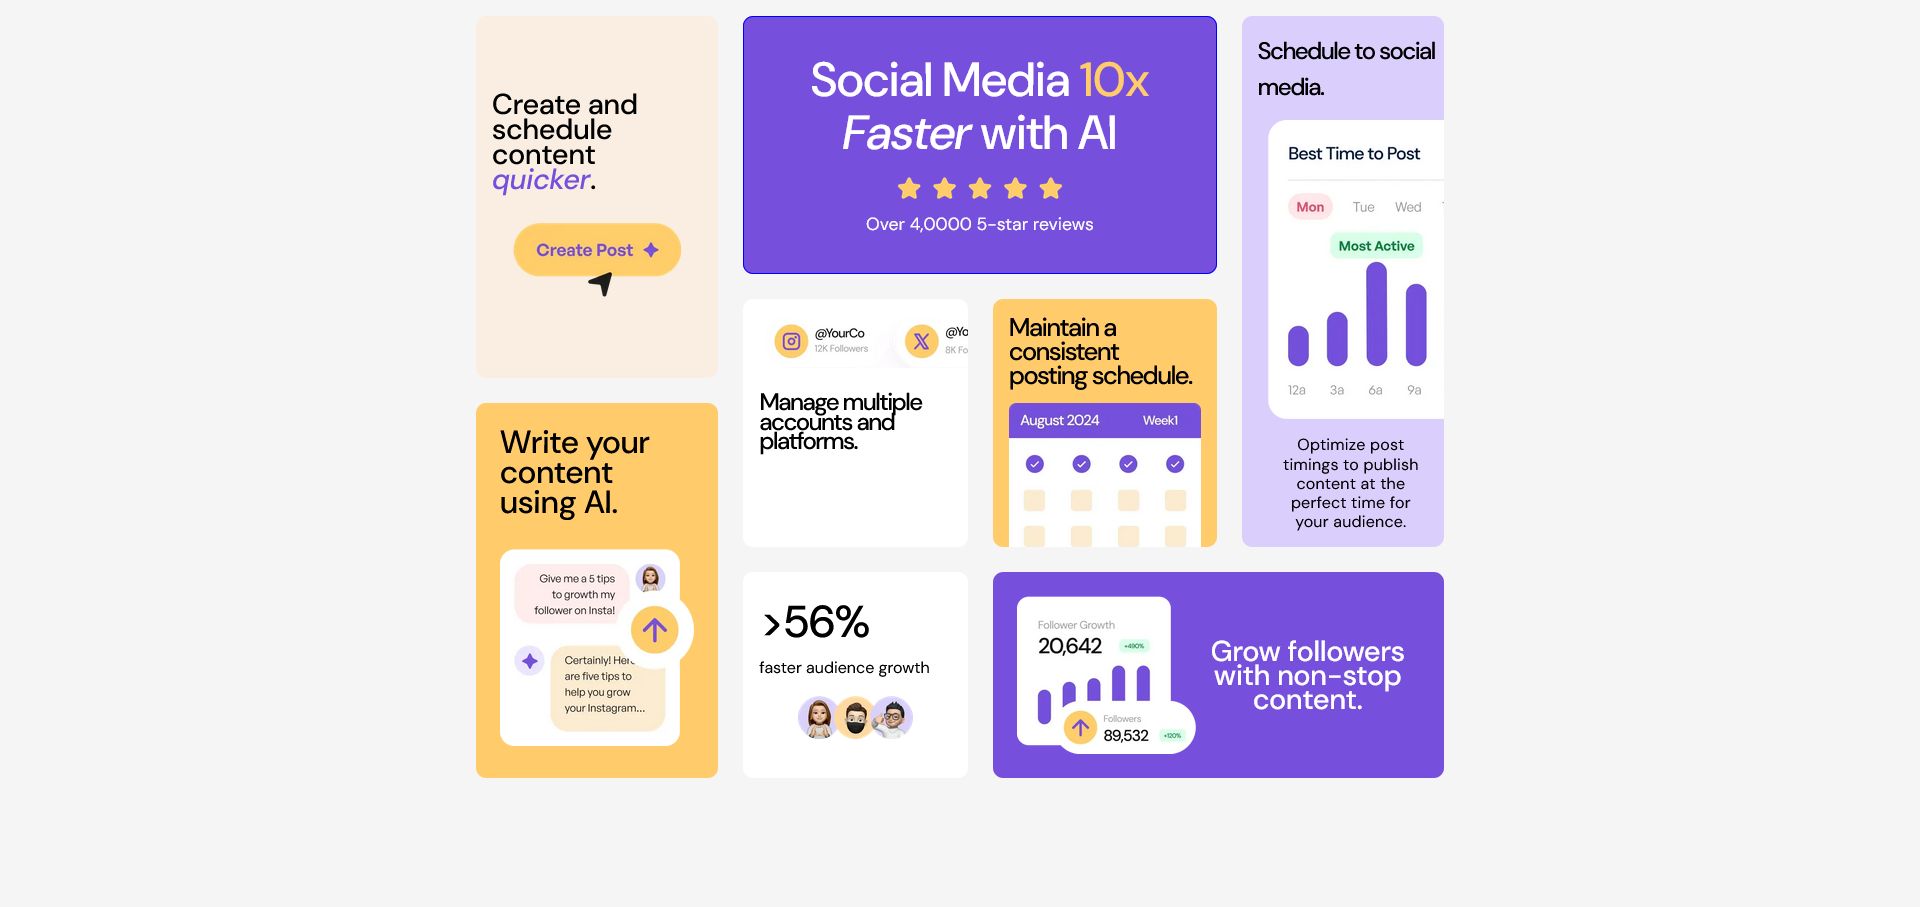 Create and
schedule
content
quicker.
Create Post
Social Media 10x
Faster with AI
Over 4,0000 5-star reviews
Schedule to social
media.
Best Time to Post
Mon Tue Wed
Most Active
12a 3a 6a 9a
Optimize post
timings to publish
content at the
perfect time for
your audience.
@YourCo
12K Followers
@Yo
8K Fo
Manage multiple
accounts and
platforms.
Maintain a
consistent
posting schedule.
August 2024 Week1
Write your
content
using AI.
Give me a 5 tips
to growth my
follower on Insta!
Certainly! Here
are five tips to
help you grow
your Instagram...
>56%
faster audience growth
Follower Growth
20,642 +490%
Followers
89,532 +120%
Grow followers
with non-stop
content.